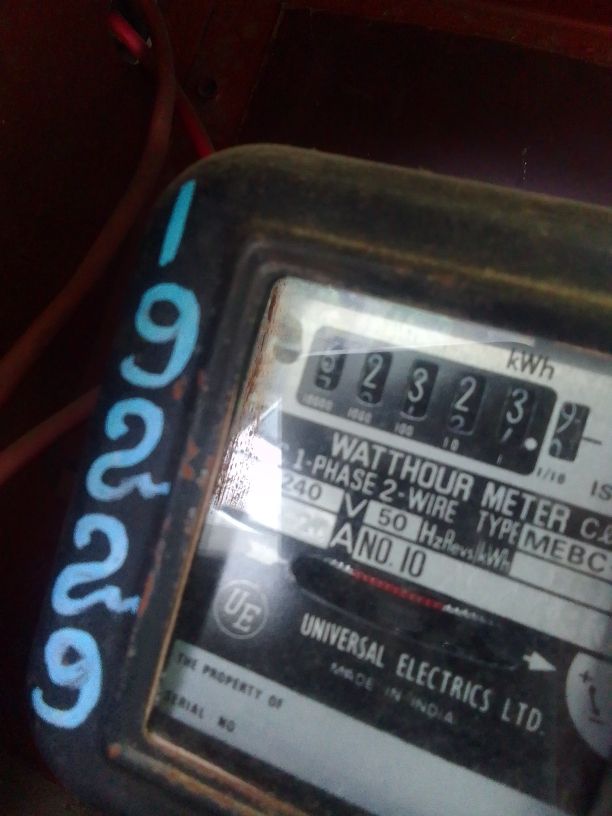 19229
kWh
2 3 2 3 9
10000 1000 100 10 1 1/10
IS
WATTHOUR METER
1-PHASE 2-WIRE TYPE MEBC
240 V 50 Hz Revs/kWh
A NO. 10
UE
UNIVERSAL ELECTRICS LTD.
MADE IN INDIA
THE PROPERTY OF
SERIAL NO